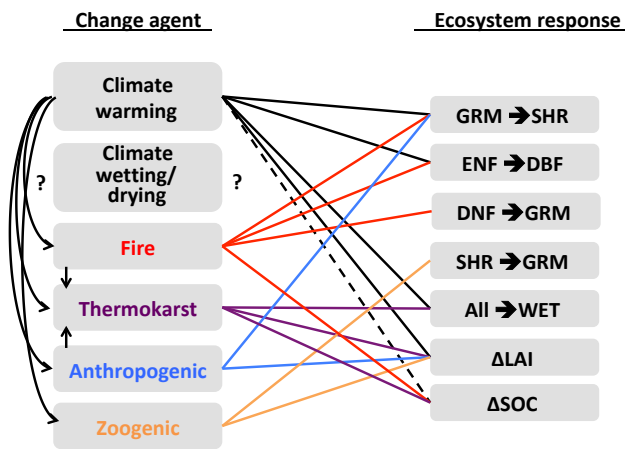 Change agent
Ecosystem response
Climate
warming
Climate
wetting/
drying
?
?
Fire
Thermokarst
Anthropogenic
Zoogenic
GRM ➔SHR
ENF ➔DBF
DNF ➔GRM
SHR ➔GRM
All ➔WET
ΔLAI
ΔSOC